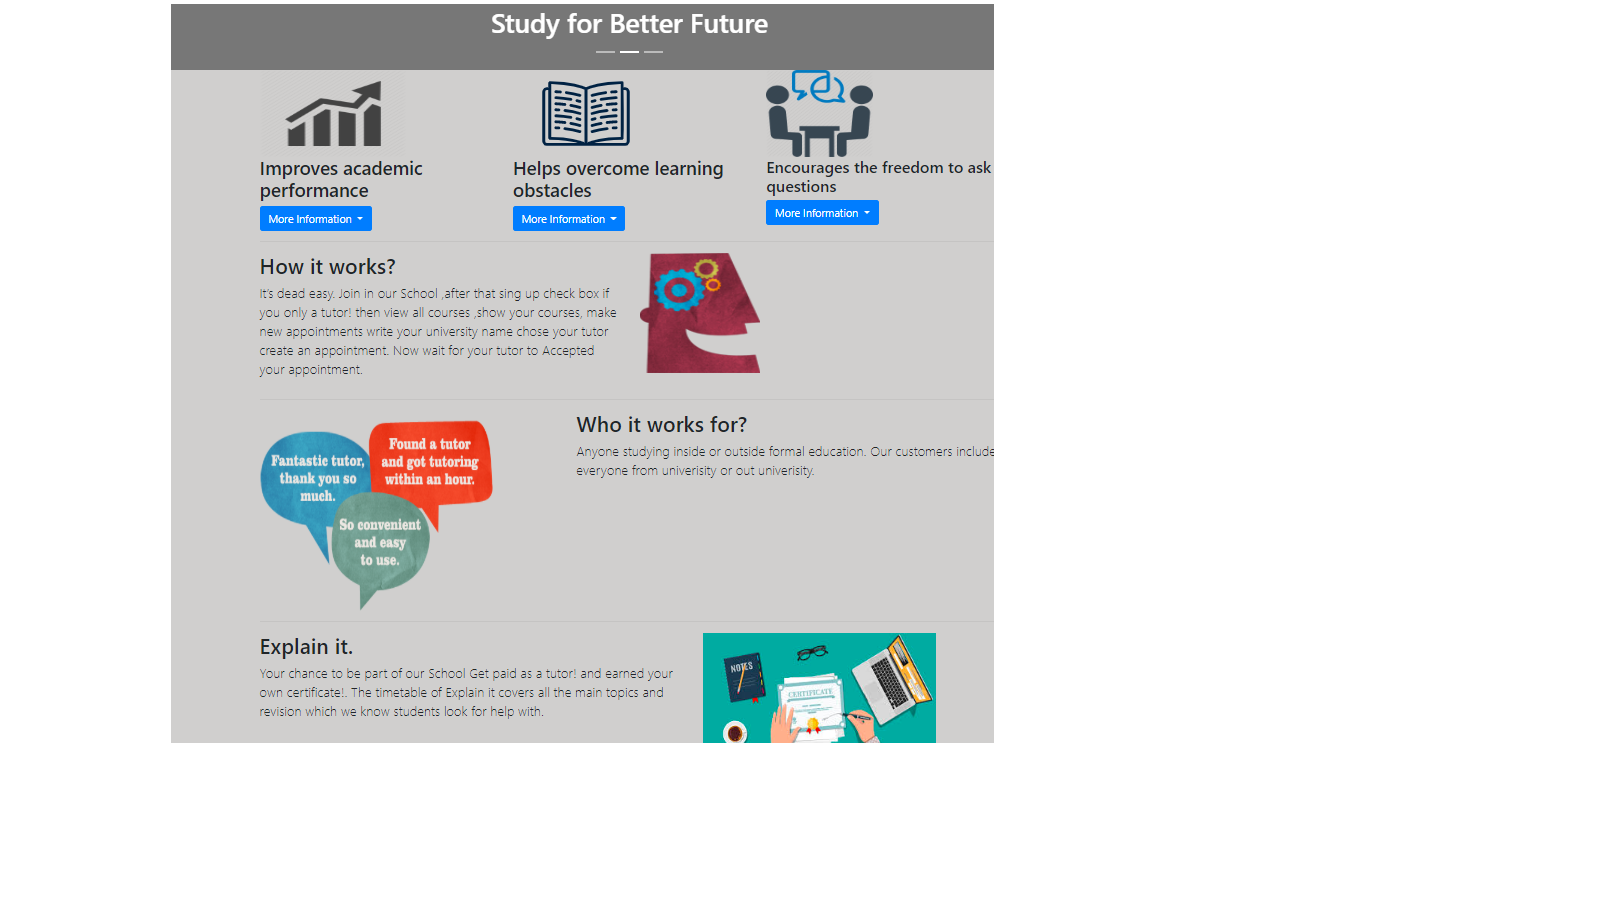 Study for Better Future
Improves academic
performance
More Information
Helps overcome learning
obstacles
More Information
Encourages the freedom to ask
questions
More Information
How it works?
It's dead easy. Join in our School ,after that sing up check box if
you only a tutor! then view all courses ,show your courses, make
new appointments write your university name chose your tutor
create an appointment. Now wait for your tutor to Accepted
your appointment.
Fantastic tutor,
thank you so
much.
Found a tutor
and got tutoring
within an hour.
So convenient
and easy
to use.
Who it works for?
Anyone studying inside or outside formal education. Our customers include
everyone from univerisity or out univerisity.
Explain it.
Your chance to be part of our School Get paid as a tutor! and earned your
own certificate!. The timetable of Explain it covers all the main topics and
revision which we know students look for help with.
NOTES
CERTIFICATE